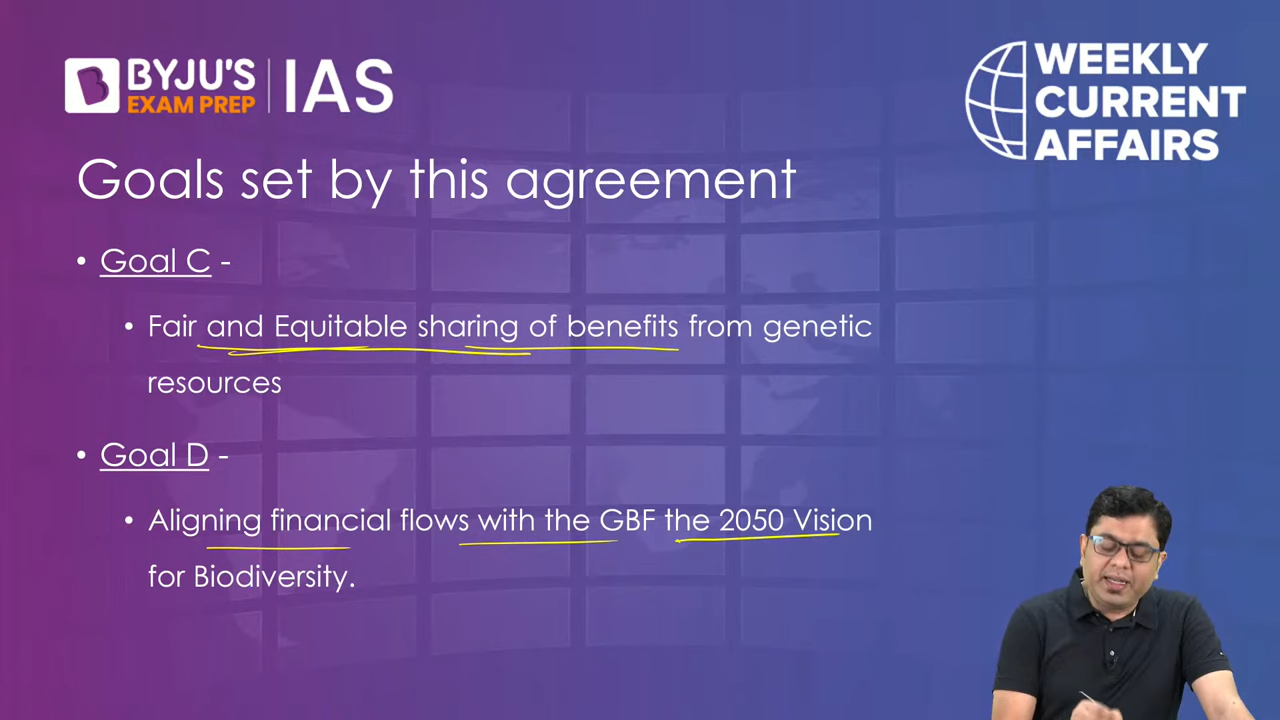 BYJU'S
EXAM PREP
IAS
WEEKLY
CURRENT
AFFAIRS
Goals set by this agreement
• Goal C -
• Fair and Equitable sharing of benefits from genetic
resources
• Goal D -
• Aligning financial flows with the GBF the 2050 Vision
for Biodiversity.